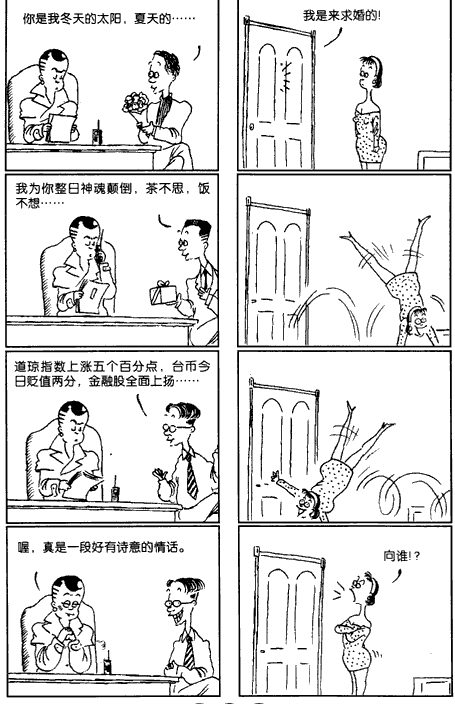 你是我冬天的太阳，夏天的……
我为你整日神魂颠倒，茶不思，饭
不想……
道琼指数上涨五个百分点，台币今
日贬值两分，金融股全面上扬……
喔，真是一段好有诗意的情话。
我是来求婚的!
向谁!?